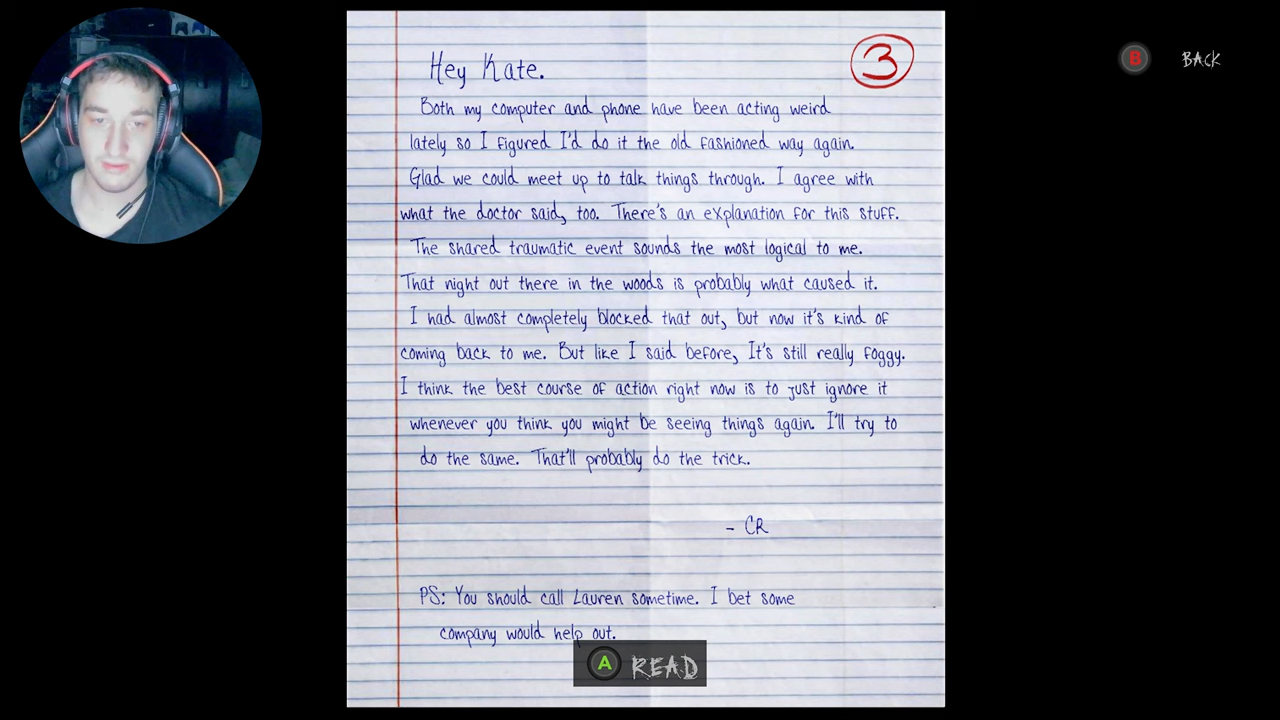 Hey Kate.
3
B BACK
Both my computer and phone have been acting weird
lately so I figured I'd do it the old fashioned way again.
Glad we could meet up to talk things through. I agree with
what the doctor said, too. There's an explanation for this stuff.
The shared traumatic event sounds the most logical to me.
That night out there in the woods is probably what caused it.
I had almost completely blocked that out, but now it's kind of
coming back to me. But like I said before, It's still really foggy.
I think the best course of action right now is to just ignore it
whenever you think you might be seeing things again. I'll try to
do the same. That'll probably do the trick.
- CR
PS: You should call Lauren sometime. I bet some
company would help out.
A READ